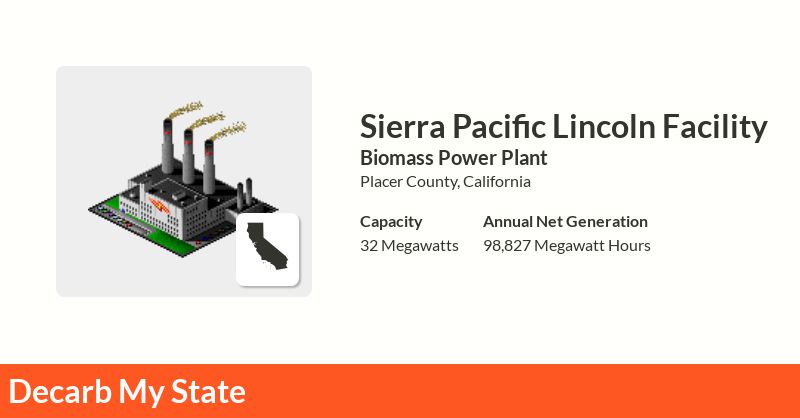 Sierra Pacific Lincoln Facility
Biomass Power Plant
Placer County, California
Capacity
32 Megawatts
Annual Net Generation
98,827 Megawatt Hours
Decarb My State